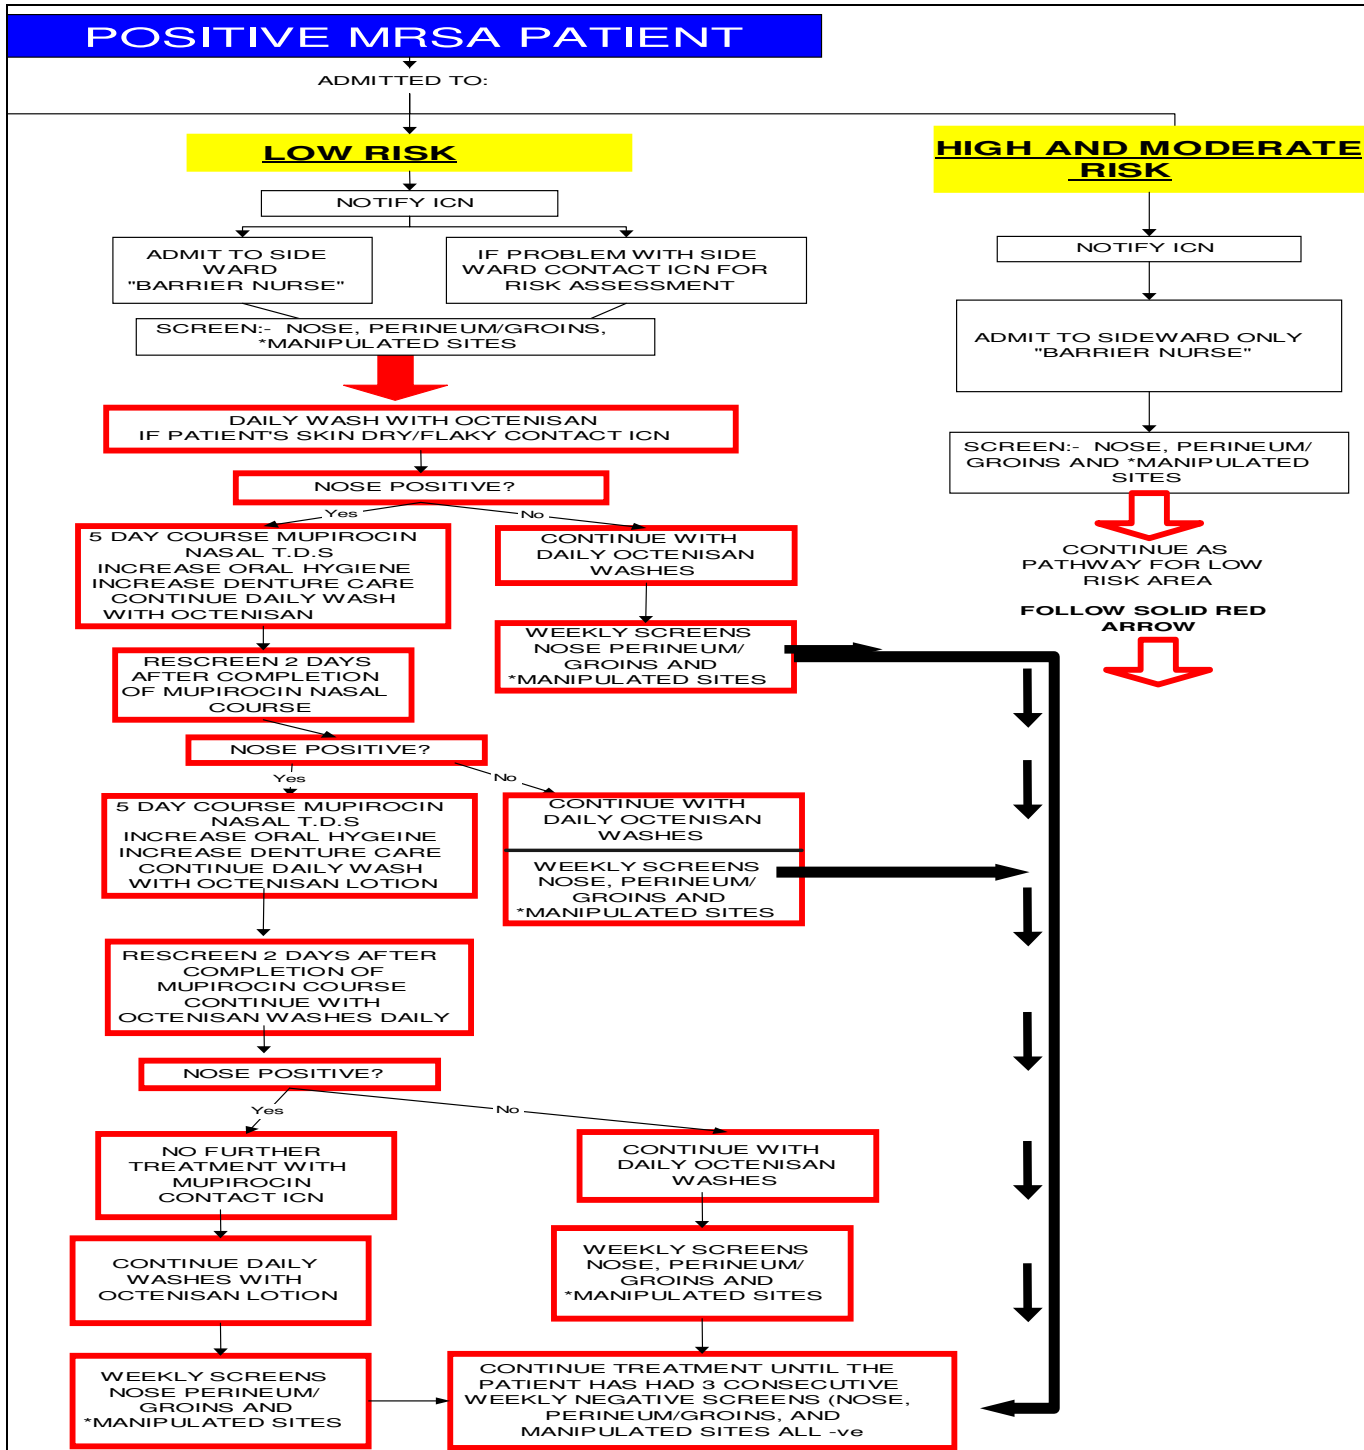 POSITIVE MRSA PATIENT
ADMITTED TO:
LOW RISK
NOTIFY ICN
ADMIT TO SIDE
WARD
"BARRIER NURSE"
IF PROBLEM WITH SIDE
WARD CONTACT ICN FOR
RISK ASSESSMENT
SCREEN:- NOSE, PERINEUM/GROINS,
*MANIPULATED SITES
HIGH AND MODERATE
RISK
NOTIFY ICN
ADMIT TO SIDEWARD ONLY
"BARRIER NURSE"
SCREEN:- NOSE, PERINEUM/
GROINS AND *MANIPULATED
SITES
CONTINUE AS
PATHWAY FOR LOW
RISK AREA
FOLLOW SOLID RED
ARROW
DAILY WASH WITH OCTENISAN
IF PATIENT'S SKIN DRY/FLAKY CONTACT ICN
NOSE POSITIVE?
Yes
No
5 DAY COURSE MUPIROCIN
NASAL T.D.S
INCREASE ORAL HYGIENE
INCREASE DENTURE CARE
CONTINUE DAILY WASH
WITH OCTENISAN
CONTINUE WITH
DAILY OCTENISAN
WASHES
WEEKLY SCREENS
NOSE PERINEUM/
GROINS AND
*MANIPULATED SITES
RESCREEN 2 DAYS
AFTER COMPLETION
OF MUPIROCIN NASAL
COURSE
NOSE POSITIVE?
Yes
No
5 DAY COURSE MUPIROCIN
NASAL T.D.S
INCREASE ORAL HYGEINE
INCREASE DENTURE CARE
CONTINUE DAILY WASH
WITH OCTENISAN LOTION
CONTINUE WITH
DAILY OCTENISAN
WASHES
WEEKLY SCREENS
NOSE, PERINEUM/
GROINS AND
*MANIPULATED SITES
RESCREEN 2 DAYS AFTER
COMPLETION OF
MUPIROCIN COURSE
CONTINUE WITH
OCTENISAN WASHES DAILY
NOSE POSITIVE?
Yes
No
NO FURTHER
TREATMENT WITH
MUPIROCIN
CONTACT ICN
CONTINUE WITH
DAILY OCTENISAN
WASHES
CONTINUE DAILY
WASHES WITH
OCTENISAN LOTION
WEEKLY SCREENS
NOSE, PERINEUM/
GROINS AND
*MANIPULATED SITES
WEEKLY SCREENS
NOSE PERINEUM/
GROINS AND
*MANIPULATED SITES
CONTINUE TREATMENT UNTIL THE
PATIENT HAS HAD 3 CONSECUTIVE
WEEKLY NEGATIVE SCREENS (NOSE,
PERINEUM/GROINS, AND
MANIPULATED SITES ALL -ve